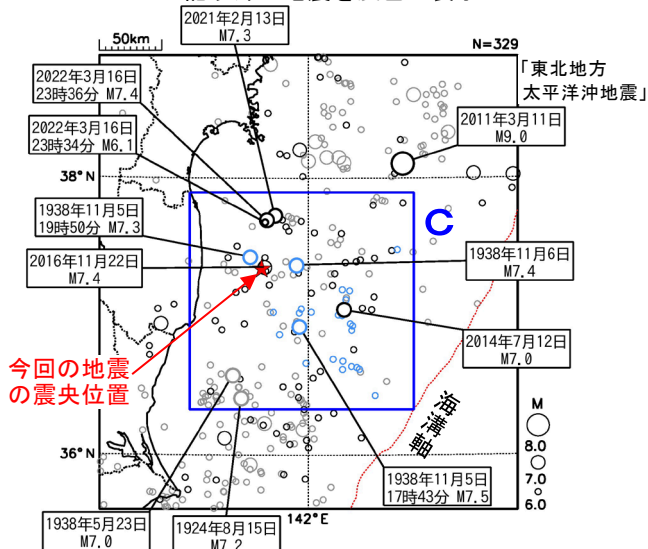 2021年2月13日
M7.3
50km
N=329
「東北地方
太平洋沖地震」
2022年3月16日
23時36分 M7.4
2011年3月11日
M9.0
2022年3月16日
23時34分 M6.1
38°N
1938年11月5日
19時50分 M7.3
C
2016年11月22日
M7.4
1938年11月6日
M7.4
2014年7月12日
M7.0
今回の地震
の震央位置
海溝軸
M
8.0
7.0
6.0
36°N
1938年11月5日
17時43分 M7.5
1938年5月23日
M7.0
1924年8月15日
M7.2
142°E